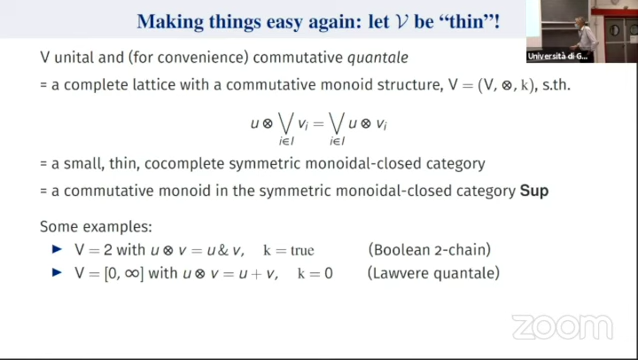 Making things easy again: let 𝒱 be “thin”!
Università di G...
V unital and (for convenience) commutative quantale
= a complete lattice with a commutative monoid structure, V = (V, ⊗, k), s.th.
u ⊗ ⋁ vᵢ = ⋁ u ⊗ vᵢ
i∈I i∈I
= a small, thin, cocomplete symmetric monoidal-closed category
= a commutative monoid in the symmetric monoidal-closed category Sup
Some examples:
▶ V = 2 with u ⊗ v = u & v, k = true (Boolean 2-chain)
▶ V = [0, ∞] with u ⊗ v = u + v, k = 0 (Lawvere quantale)
zoom